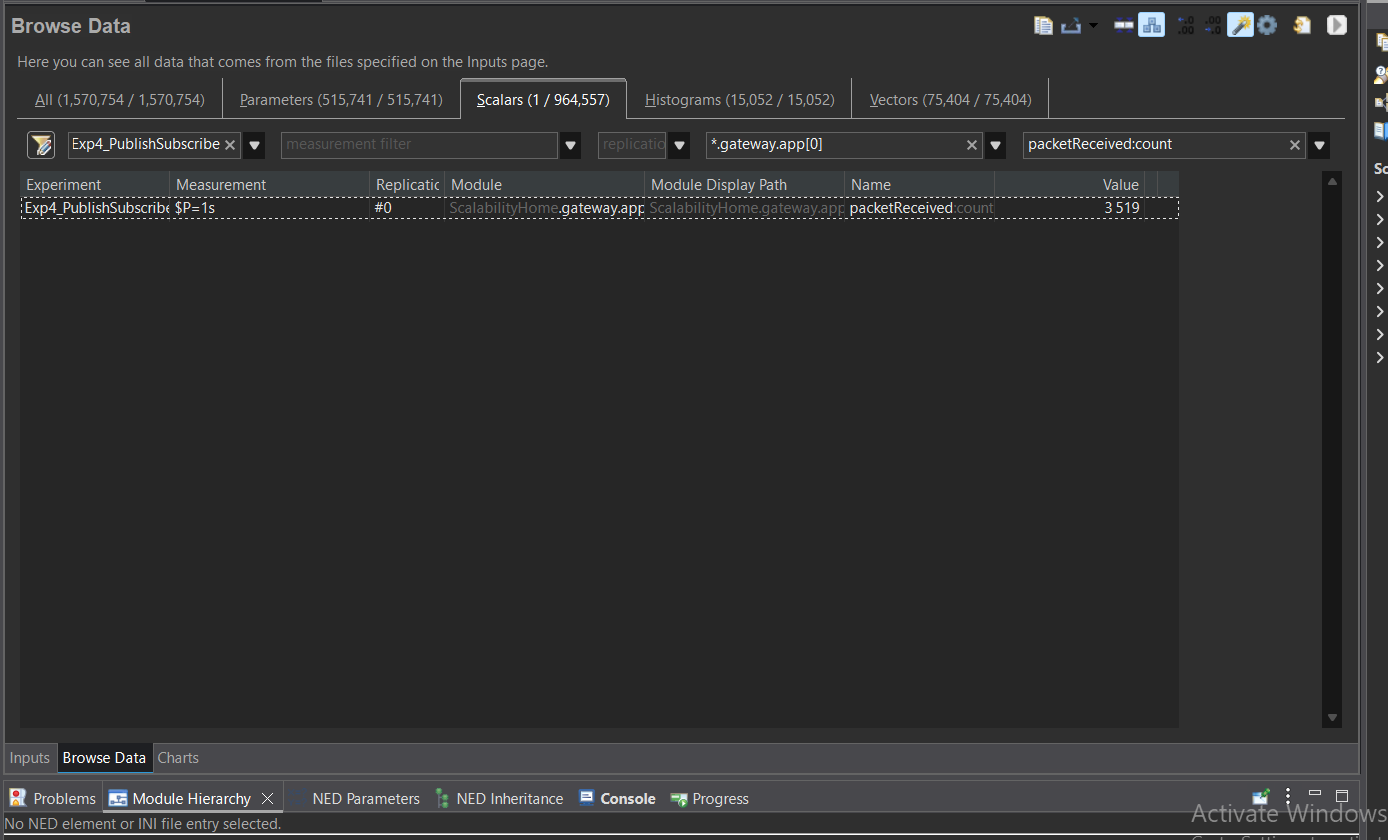 Browse Data
Here you can see all data that comes from the files specified on the Inputs page.
All (1,570,754 / 1,570,754) Parameters (515,741 / 515,741) Scalars (1 / 964,557) Histograms (15,052 / 15,052) Vectors (75,404 / 75,404)
Exp4_PublishSubscribe measurement filter replicatio *.gateway.app[0] packetReceived:count
Experiment Measurement Replicatic Module Module Display Path Name Value
Exp4_PublishSubscribe $P=1s #0 ScalabilityHome.gateway.app ScalabilityHome.gateway.app packetReceived:count 3 519
Sc
Inputs Browse Data Charts
Problems Module Hierarchy NED Parameters NED Inheritance Console Progress
No NED element or INI file entry selected.
Activate Windows